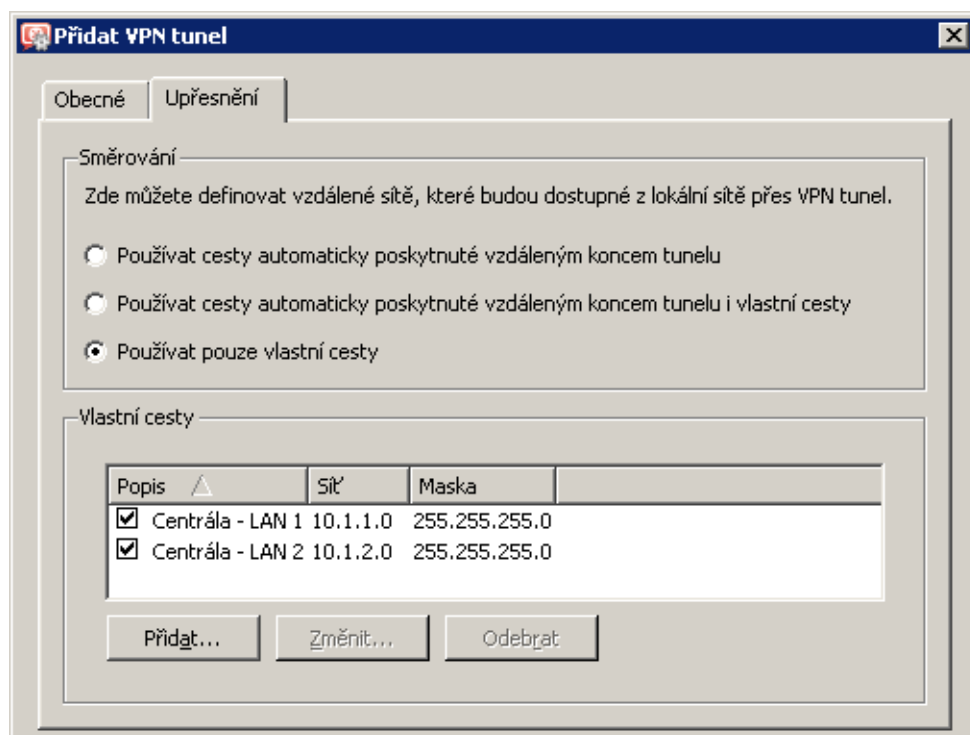 Přidat VPN tunel
Obecné
Upřesnění
Směrování
Zde můžete definovat vzdálené sítě, které budou dostupné z lokální sítě přes VPN tunel.
Používat cesty automaticky poskytnuté vzdáleným koncem tunelu
Používat cesty automaticky poskytnuté vzdáleným koncem tunelu i vlastní cesty
Používat pouze vlastní cesty
Vlastní cesty
Popis Síť Maska
Centrála - LAN 1 10.1.1.0 255.255.255.0
Centrála - LAN 2 10.1.2.0 255.255.255.0
Přidat... Změnit... Odebrat